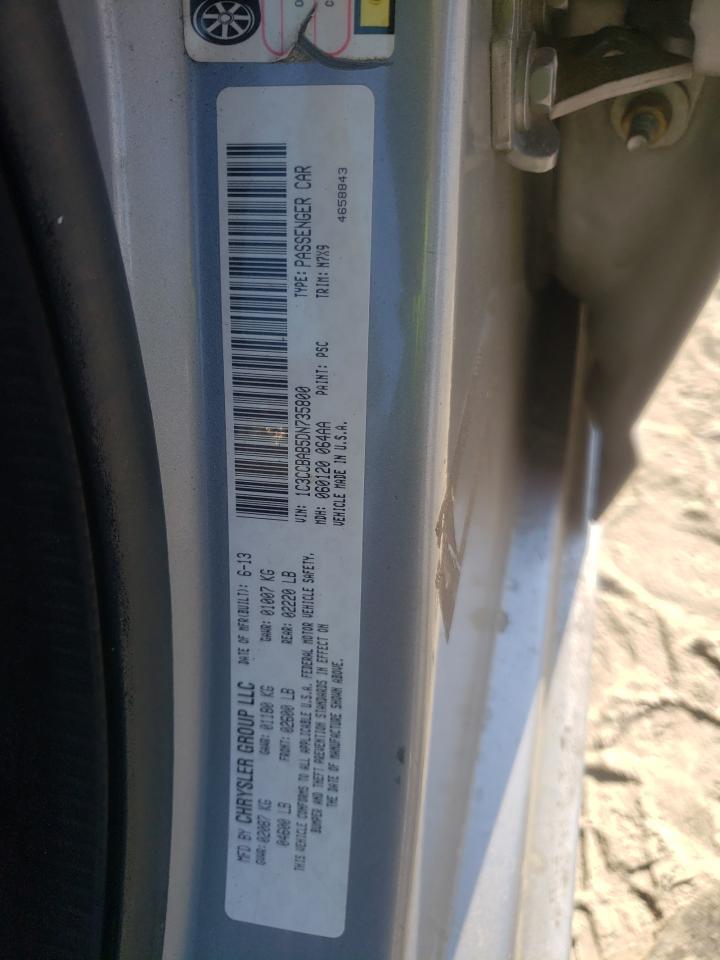 MFD BY CHRYSLER GROUP LLC DATE OF MFR(BUILT): 6-13
GVWR: 02087 KG GAWR: 01180 KG GAWR: 01007 KG
04600 LB FRONT: 02600 LB REAR: 02220 LB
THIS VEHICLE CONFORMS TO ALL APPLICABLE U.S.A. FEDERAL MOTOR VEHICLE SAFETY,
BUMPER AND THEFT PREVENTION STANDARDS IN EFFECT ON
THE DATE OF MANUFACTURE SHOWN ABOVE.
VIN: 1C3CCBAB5DN735800 TYPE: PASSENGER CAR
MDH: 060120 064AA PAINT: PSC TRIM: N7X9
VEHICLE MADE IN U.S.A. 4658843